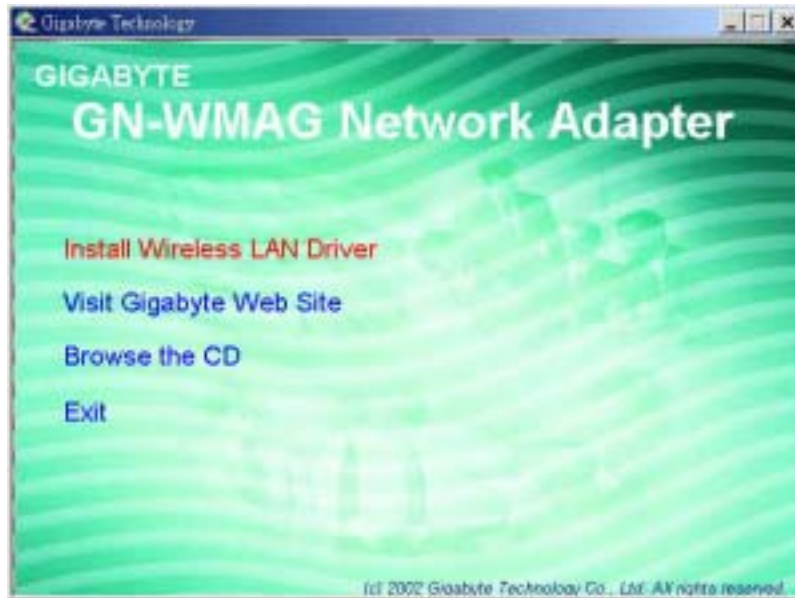 Gigabyte Technology
GIGABYTE
GN-WMAG Network Adapter
Install Wireless LAN Driver
Visit Gigabyte Web Site
Browse the CD
Exit
(c) 2002 Gigabyte Technology Co., Ltd. All rights reserved.